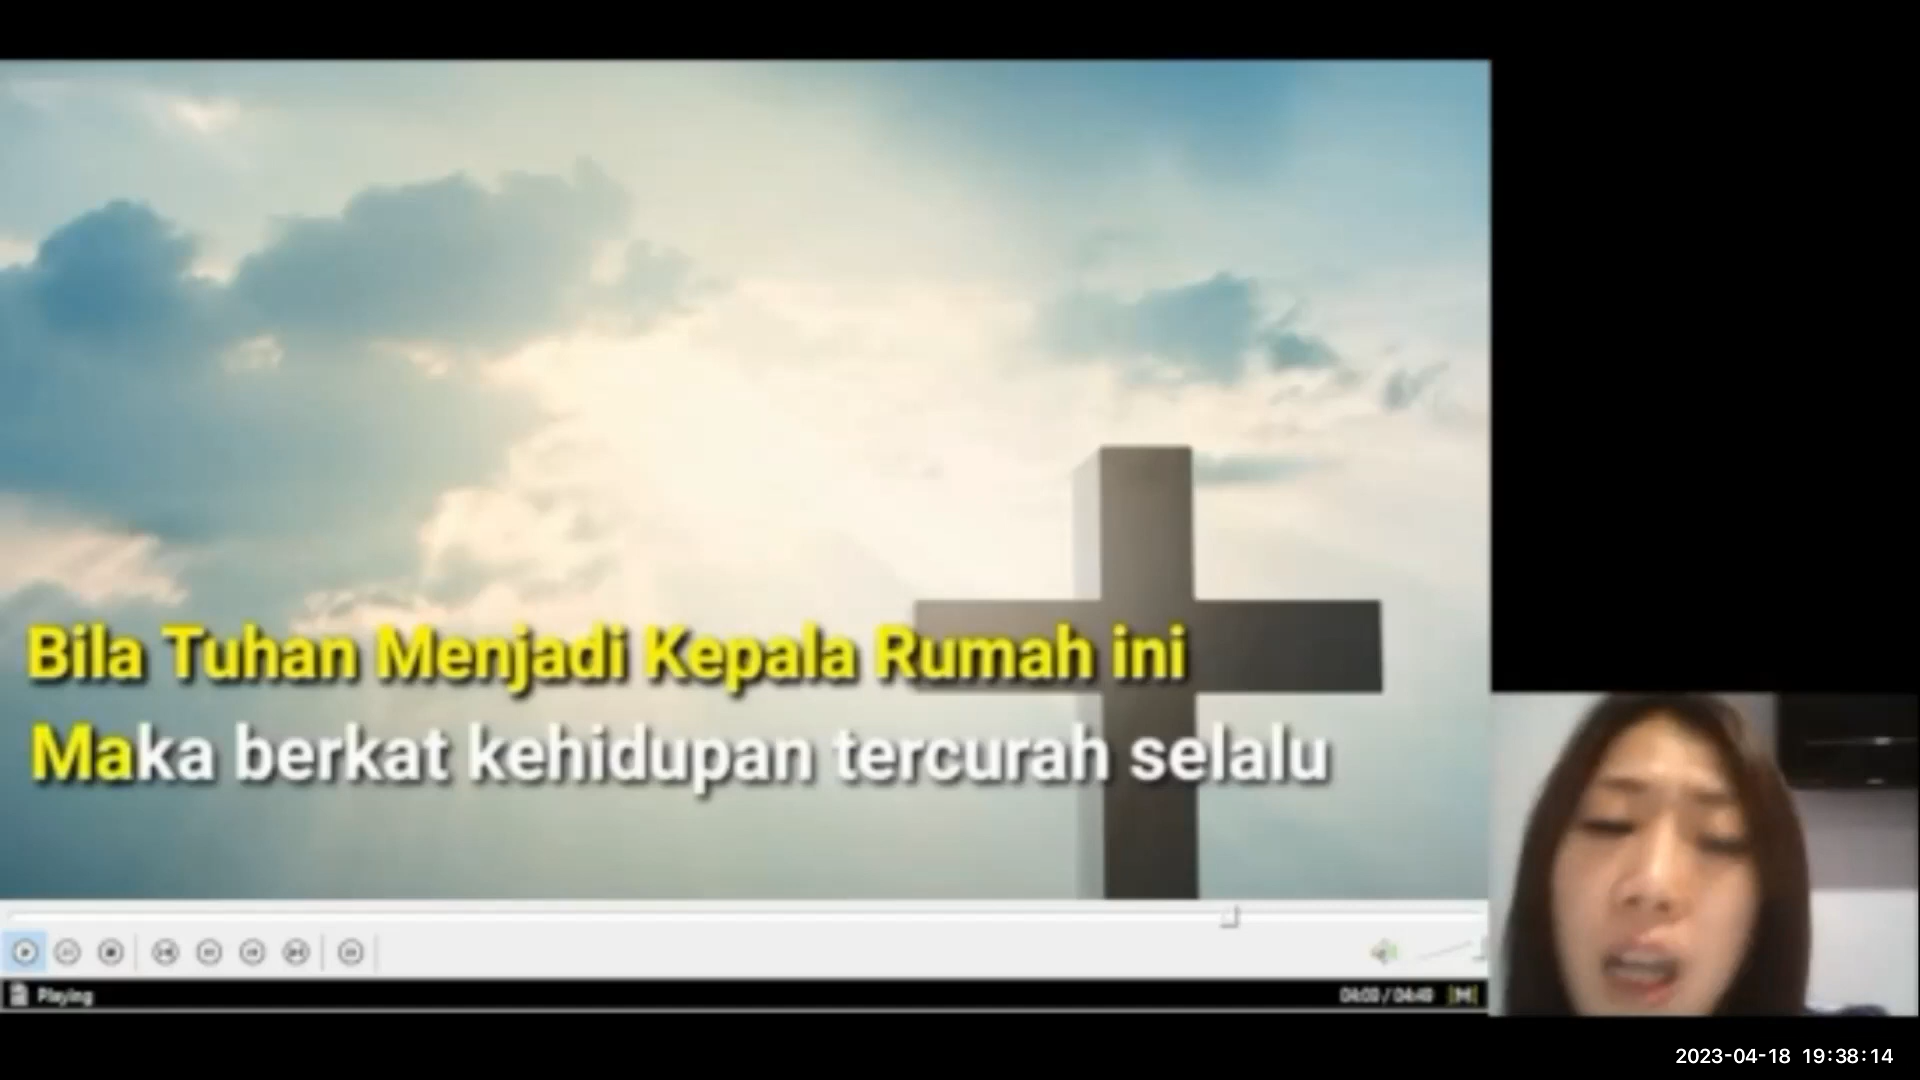 Bila Tuhan Menjadi Kepala Rumah ini
Maka berkat kehidupan tercurah selalu
Playing
2023-04-18 19:38:14